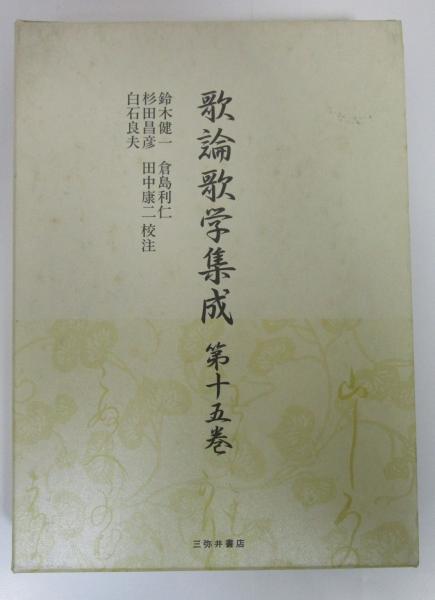 歌論歌学集成 第十五巻
鈴木健一 倉島利仁
杉田昌彦 田中康二 校注
白石良夫
三弥井書店